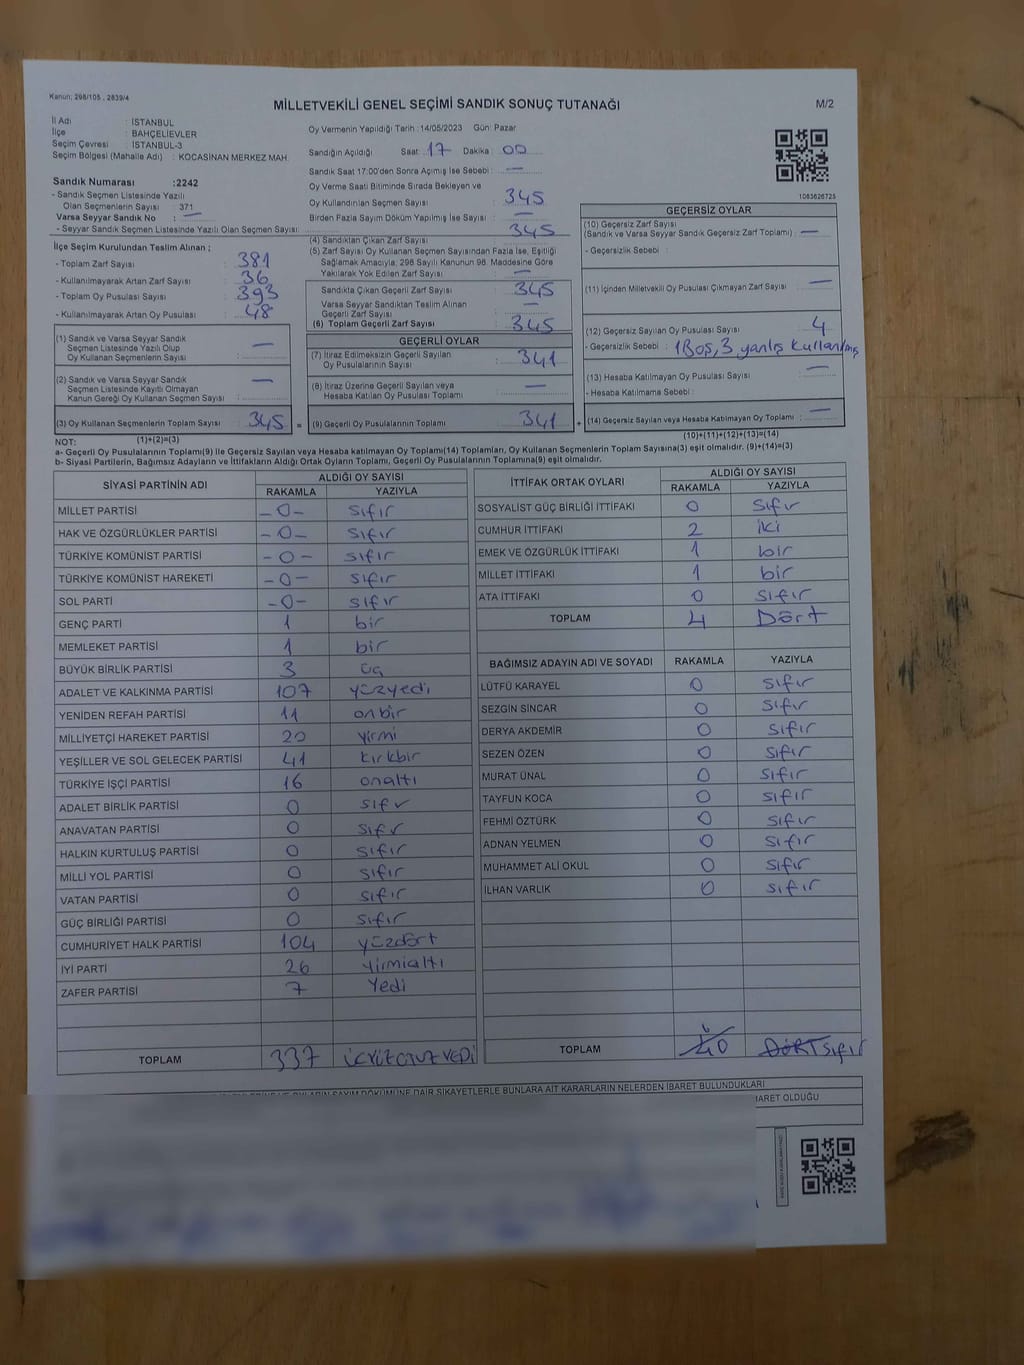 Kanun: 298/105 , 2839/4
MİLLETVEKİLİ GENEL SEÇİMİ SANDIK SONUÇ TUTANAĞI
M/2
İl Adı : İSTANBUL
İlçe : BAHÇELİEVLER
Seçim Çevresi : İSTANBUL-3
Seçim Bölgesi (Mahalle Adı) : KOCASİNAN MERKEZ MAH.
Sandık Numarası :2242
- Sandık Seçmen Listesinde Yazılı
Olan Seçmenlerin Sayısı : 371
Varsa Seyyar Sandık No : —
- Seyyar Sandık Seçmen Listesinde Yazılı Olan Seçmen Sayısı:
İlçe Seçim Kurulundan Teslim Alınan ;
- Toplam Zarf Sayısı : 381
- Kullanılmayarak Artan Zarf Sayısı : 36
- Toplam Oy Pusulası Sayısı : 393
- Kullanılmayarak Artan Oy Pusulası : 48
(1) Sandık ve Varsa Seyyar Sandık
Seçmen Listesinde Yazılı Olup
Oy Kullanan Seçmenlerin Sayısı : —
(2) Sandık ve Varsa Seyyar Sandık
Seçmen Listesinde Kayıtlı Olmayan
Kanun Gereği Oy Kullanan Seçmen Sayısı : —
(3) Oy Kullanan Seçmenlerin Toplam Sayısı : 345
Oy Vermenin Yapıldığı Tarih : 14/05/2023 Gün: Pazar
Sandığın Açıldığı Saat: 17 Dakika : 00
Sandık Saat 17:00'den Sonra Açımış İse Sebebi : —
Oy Verme Saati Bitiminde Sırada Bekleyen ve
Oy Kullandırılan Seçmen Sayısı : 345
Birden Fazla Sayım Döküm Yapılmış İse Sayısı : —
(4) Sandıktan Çıkan Zarf Sayısı : 345
(5) Zarf Sayısı Oy Kullanan Seçmen Sayısından Fazla İse, Eşitliği
Sağlamak Amacıyla, 298 Sayılı Kanunun 98. Maddesine Göre
Yakılarak Yok Edilen Zarf Sayısı : —
Sandıkta Çıkan Geçerli Zarf Sayısı : 345
Varsa Seyyar Sandıktan Teslim Alınan
Geçerli Zarf Sayısı : —
(6) Toplam Geçerli Zarf Sayısı : 345
GEÇERLİ OYLAR
(7) İtiraz Edilmeksizin Geçerli Sayılan
Oy Pusulalarının Sayısı : 341
(8) İtiraz Üzerine Geçerli Sayılan veya
Hesaba Katılan Oy Pusulası Toplamı : —
= (9) Geçerli Oy Pusulalarının Toplamı : 341
1083626725
GEÇERSİZ OYLAR
(10) Geçersiz Zarf Sayısı
(Sandık ve Varsa Seyyar Sandık Geçersiz Zarf Toplamı) : —
- Geçersizlik Sebebi :
(11) İçinden Milletvekili Oy Pusulası Çıkmayan Zarf Sayısı : —
(12) Geçersiz Sayılan Oy Pusulası Sayısı : 4
- Geçersizlik Sebebi : 1 Boş, 3 yanlış kullanılmış
(13) Hesaba Katılmayan Oy Pusulası Sayısı : —
- Hesaba Katılmama Sebebi :
+ (14) Geçersiz Sayılan veya Hesaba Katılmayan Oy Toplamı : —
NOT: (1)+(2)=(3)
(10)+(11)+(12)+(13)=(14)
a- Geçerli Oy Pusulalarının Toplamı(9) ile Geçersiz Sayılan veya Hesaba katılmayan oy Toplamı(14) Toplamları, Oy Kullanan Seçmenlerin Toplam Sayısına(3) eşit olmalıdır. (9)+(14)=(3)
b- Siyasi Partilerin, Bağımsız Adayların ve İttifakların Aldığı Ortak Oyların Toplamı, Geçerli Oy Pusulalarının Toplamına(9) eşit olmalıdır.
SİYASİ PARTİNİN ADI ALDIĞI OY SAYISI
RAKAMLA YAZIYLA
MİLLET PARTİSİ -0- sıfır
HAK VE ÖZGÜRLÜKLER PARTİSİ -0- sıfır
TÜRKİYE KOMÜNİST PARTİSİ -0- sıfır
TÜRKİYE KOMÜNİST HAREKETİ -0- sıfır
SOL PARTİ -0- sıfır
GENÇ PARTİ 1 bir
MEMLEKET PARTİSİ 1 bir
BÜYÜK BİRLİK PARTİSİ 3 üç
ADALET VE KALKINMA PARTİSİ 107 yüzyedi
YENİDEN REFAH PARTİSİ 11 onbir
MİLLİYETÇİ HAREKET PARTİSİ 20 yirmi
YEŞİLLER VE SOL GELECEK PARTİSİ 41 kırkbir
TÜRKİYE İŞÇİ PARTİSİ 16 onaltı
ADALET BİRLİK PARTİSİ 0 sıfır
ANAVATAN PARTİSİ 0 sıfır
HALKIN KURTULUŞ PARTİSİ 0 sıfır
MİLLİ YOL PARTİSİ 0 sıfır
VATAN PARTİSİ 0 sıfır
GÜÇ BİRLİĞİ PARTİSİ 0 sıfır
CUMHURİYET HALK PARTİSİ 104 yüzdört
İYİ PARTİ 26 yirmialtı
ZAFER PARTİSİ 7 Yedi
TOPLAM 337 ÜÇYÜZOTUZYEDİ
İTTİFAK ORTAK OYLARI ALDIĞI OY SAYISI
RAKAMLA YAZIYLA
SOSYALİST GÜÇ BİRLİĞİ İTTİFAKI 0 sıfır
CUMHUR İTTİFAKI 2 iki
EMEK VE ÖZGÜRLÜK İTTİFAKI 1 bir
MİLLET İTTİFAKI 1 bir
ATA İTTİFAKI 0 sıfır
TOPLAM 4 Dört
BAĞIMSIZ ADAYIN ADI VE SOYADI RAKAMLA YAZIYLA
LÜTFÜ KARAYEL 0 sıfır
SEZGİN SİNCAR 0 sıfır
DERYA AKDEMİR 0 sıfır
SEZEN ÖZEN 0 sıfır
MURAT ÜNAL 0 sıfır
TAYFUN KOCA 0 sıfır
FEHMİ ÖZTÜRK 0 sıfır
ADNAN YELMEN 0 sıfır
MUHAMMET ALİ OKUL 0 sıfır
İLHAN VARLIK 0 sıfır
TOPLAM 0 DÖRT sıfır
DÖKÜMÜNE DAİR ŞİKAYETLERLE BUNLARA AİT KARARLARIN NELERDEN İBARET BULUNDUKLARI
BARET OLDUĞU